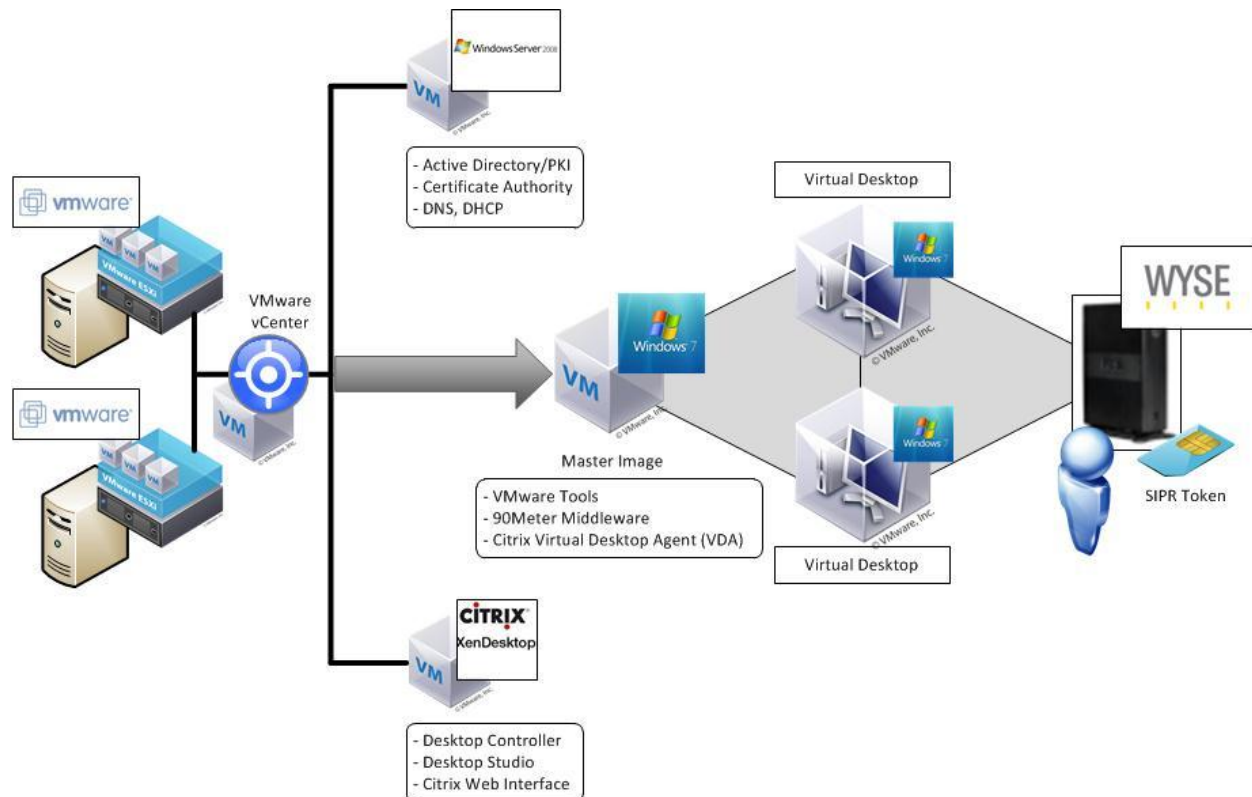 Windows Server 2008
VM
© VMware, Inc.
- Active Directory/PKI
- Certificate Authority
- DNS, DHCP
vmware
VM VM VM
VMware ESXi
VMware
vCenter
© VMware, Inc.
vmware
VM VM VM
VMware ESXi
Windows 7
VM
© VMware, Inc.
Master Image
- VMware Tools
- 90Meter Middleware
- Citrix Virtual Desktop Agent (VDA)
Virtual Desktop
Windows 7
© VMware, Inc.
Windows 7
© VMware, Inc.
Virtual Desktop
WYSE
SIPR Token
CITRIX
XenDesktop
VM
© VMware, Inc.
- Desktop Controller
- Desktop Studio
- Citrix Web Interface